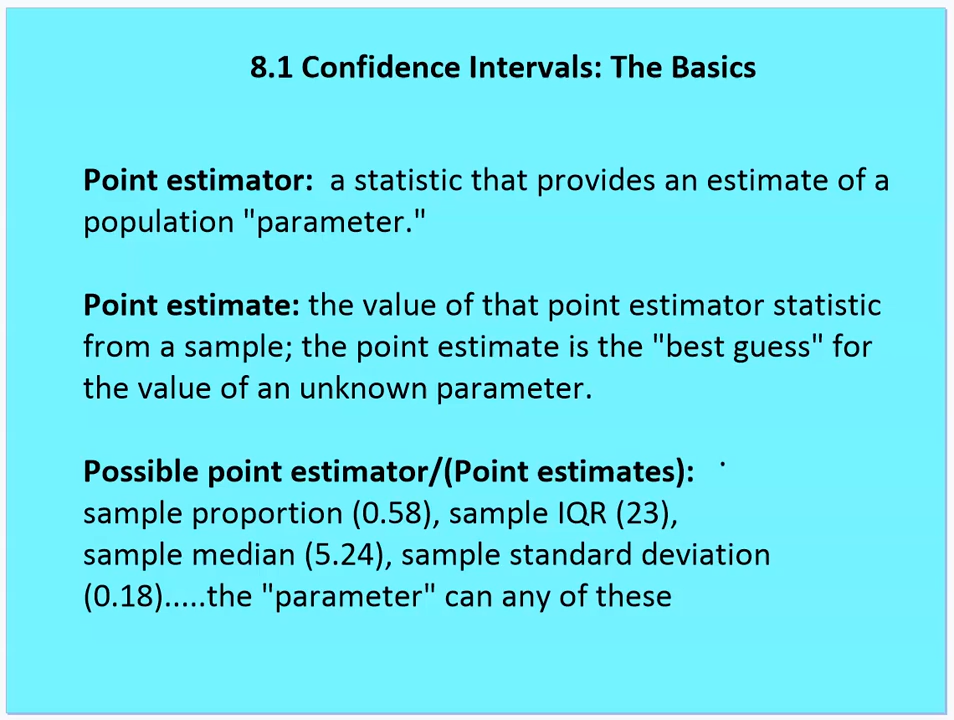 8.1 Confidence Intervals: The Basics
Point estimator: a statistic that provides an estimate of a
population "parameter."
Point estimate: the value of that point estimator statistic
from a sample; the point estimate is the "best guess" for
the value of an unknown parameter.
Possible point estimator/(Point estimates):
sample proportion (0.58), sample IQR (23),
sample median (5.24), sample standard deviation
(0.18).....the "parameter" can any of these